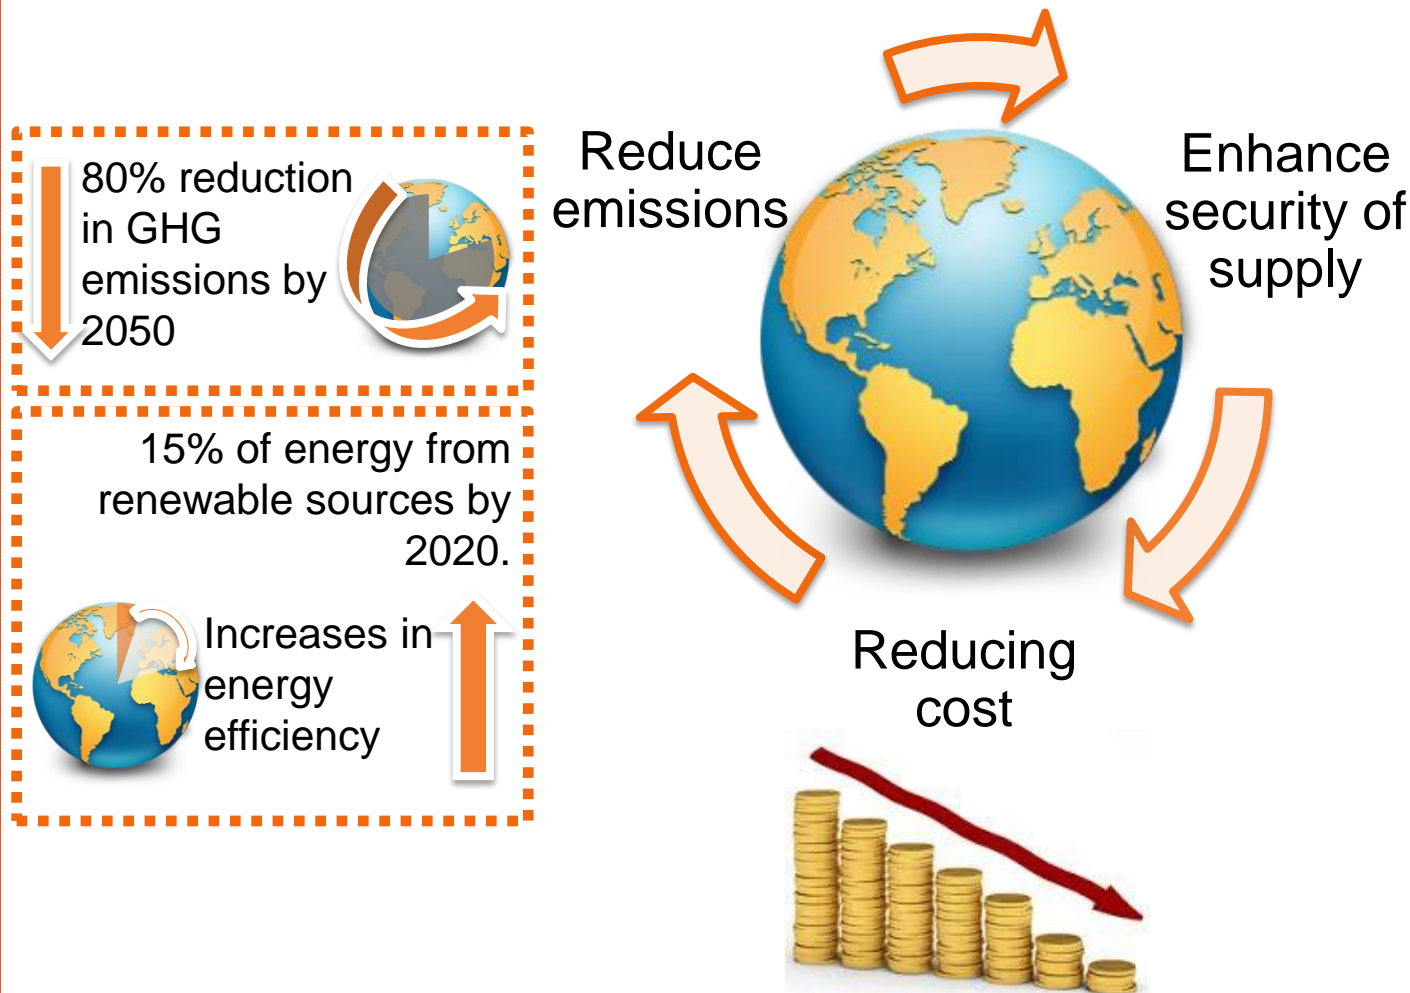 80% reduction
in GHG
emissions by
2050
15% of energy from
renewable sources by
2020.
Increases in
energy
efficiency
Reduce
emissions
Enhance
security of
supply
Reducing
cost